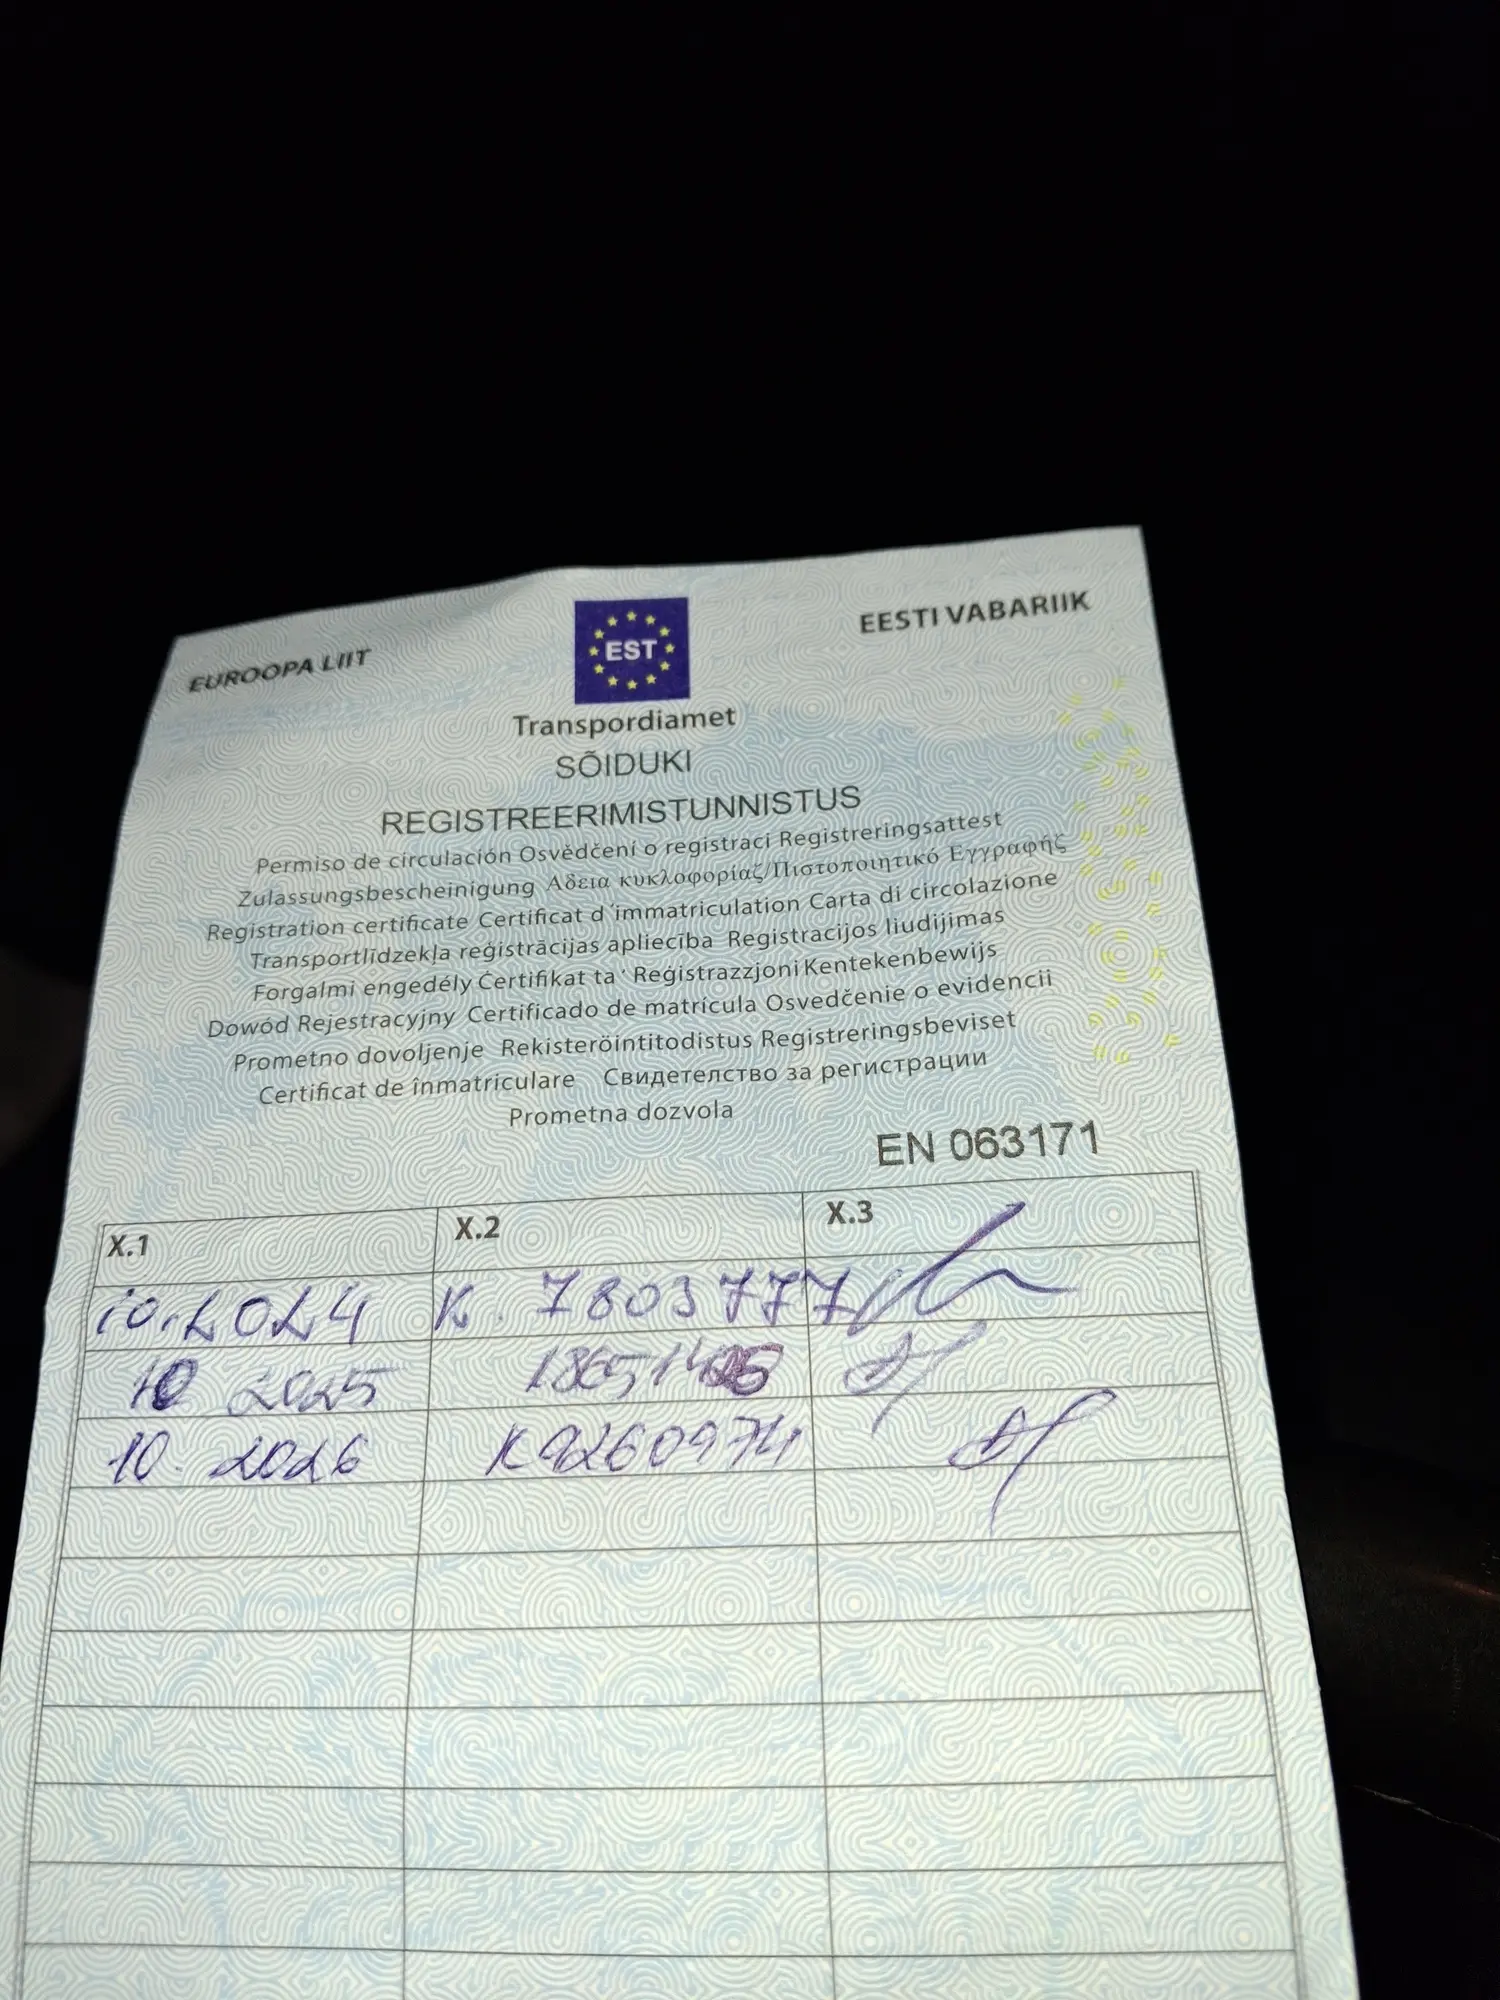 EUROOPA LIIT
EST
EESTI VABARIIK
Transpordiamet
SÕIDUKI
REGISTREERIMISTUNNISTUS
Permiso de circulación Osvědčení o registraci Registreringsattest
Zulassungsbescheinigung Αδεια κυκλοφορίας/Πιστοποιητικό Εγγραφής
Registration certificate Certificat d'immatriculation Carta di circolazione
Transportlīdzekļa reģistrācijas apliecība Registracijos liudijimas
Forgalmi engedély Ċertifikat ta' Reġistrazzjoni Kentekenbewijs
Dowód Rejestracyjny Certificado de matrícula Osvedčenie o evidencii
Prometno dovoljenje Rekisteröintitodistus Registreringsbeviset
Certificat de înmatriculare Свидетелство за регистрации
Prometna dozvola
EN 063171
X.1 X.2 X.3
10.2024 K. 7803777
10 2025
10. 2026 K9260974